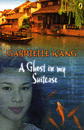 GABRIELLE WANG
A Ghost in my
Suitcase